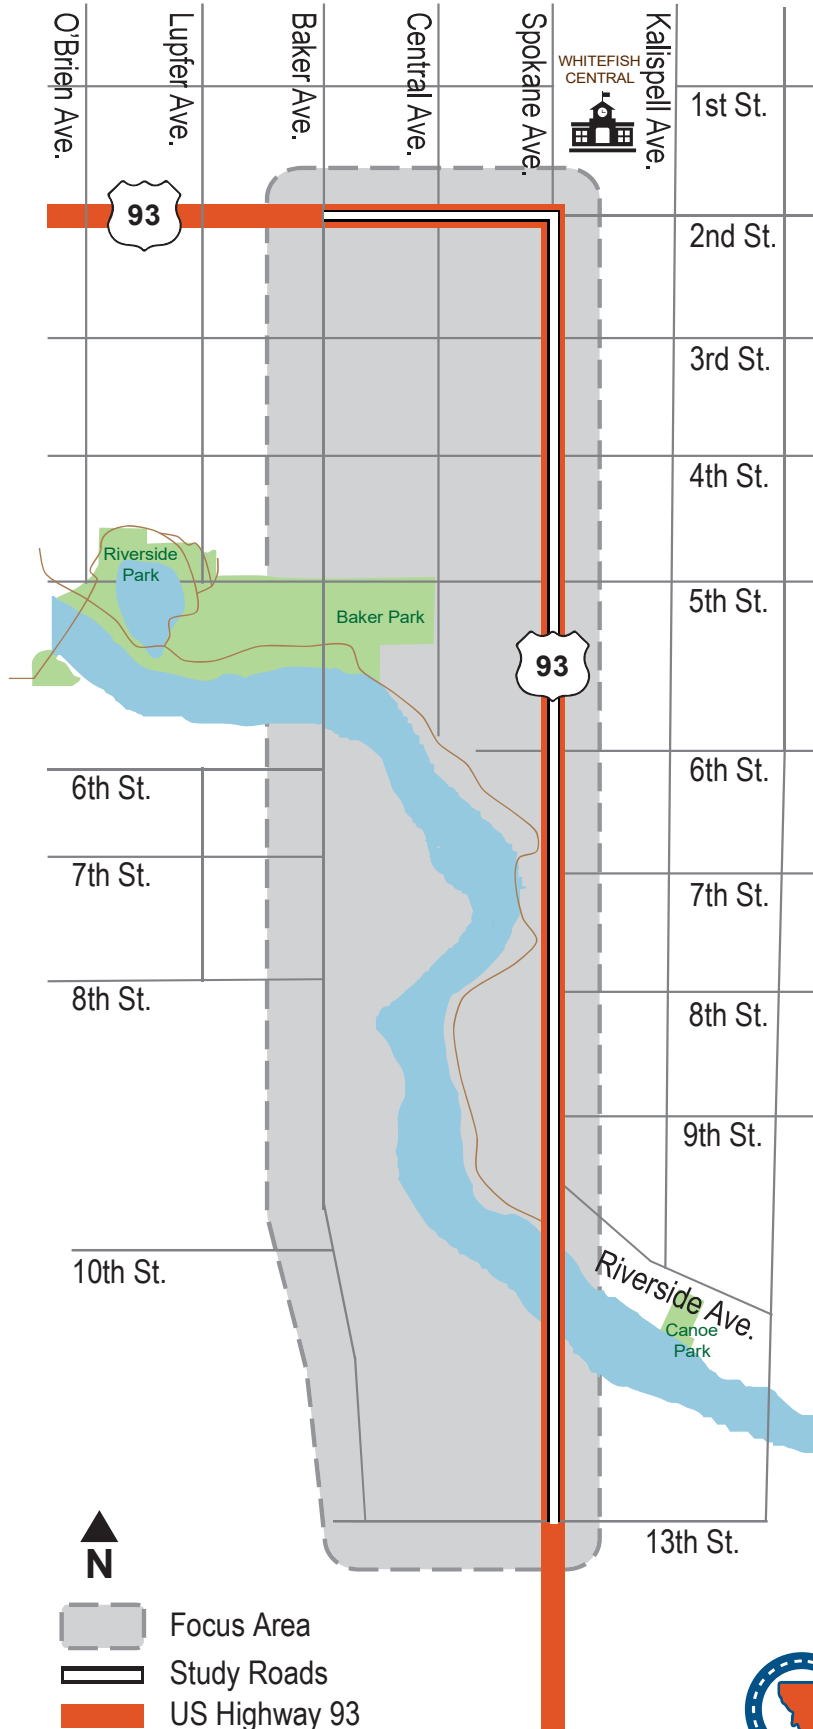 O'Brien Ave.
Lupfer Ave.
Baker Ave.
Central Ave.
Spokane Ave.
Kalispell Ave.
WHITEFISH
CENTRAL
1st St.
93
2nd St.
3rd St.
4th St.
Riverside
Park
5th St.
Baker Park
93
6th St.
6th St.
7th St.
7th St.
8th St.
8th St.
9th St.
10th St.
Riverside Ave.
Canoe
Park
13th St.
N
Focus Area
Study Roads
US Highway 93